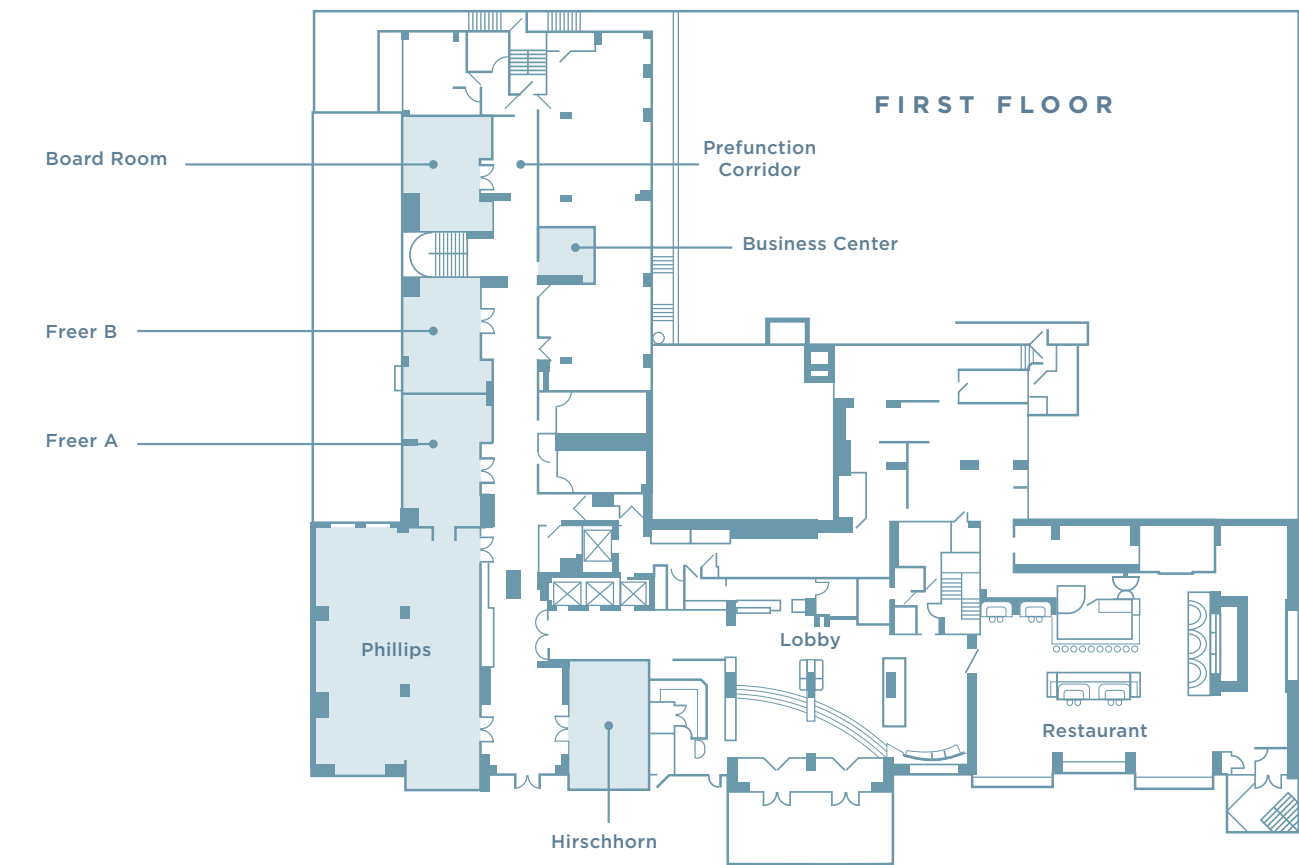 FIRST FLOOR
Board Room
Prefunction
Corridor
Business Center
Freer B
Freer A
Phillips
Lobby
Restaurant
Hirschhorn